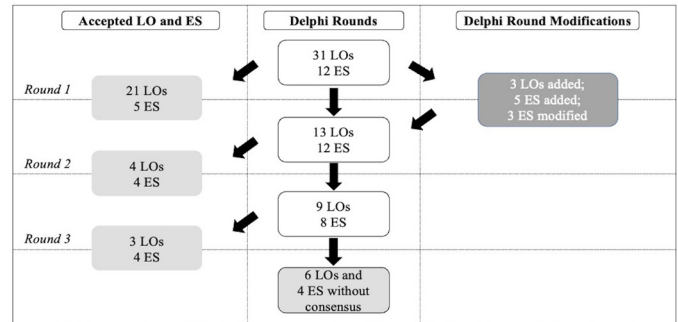 Accepted LO and ES
Delphi Rounds
Delphi Round Modifications
31 LOs
12 ES
Round 1
21 LOs
5 ES
3 LOs added;
5 ES added;
3 ES modified
13 LOs
12 ES
Round 2
4 LOs
4 ES
9 LOs
8 ES
Round 3
3 LOs
4 ES
6 LOs and
4 ES without
consensus